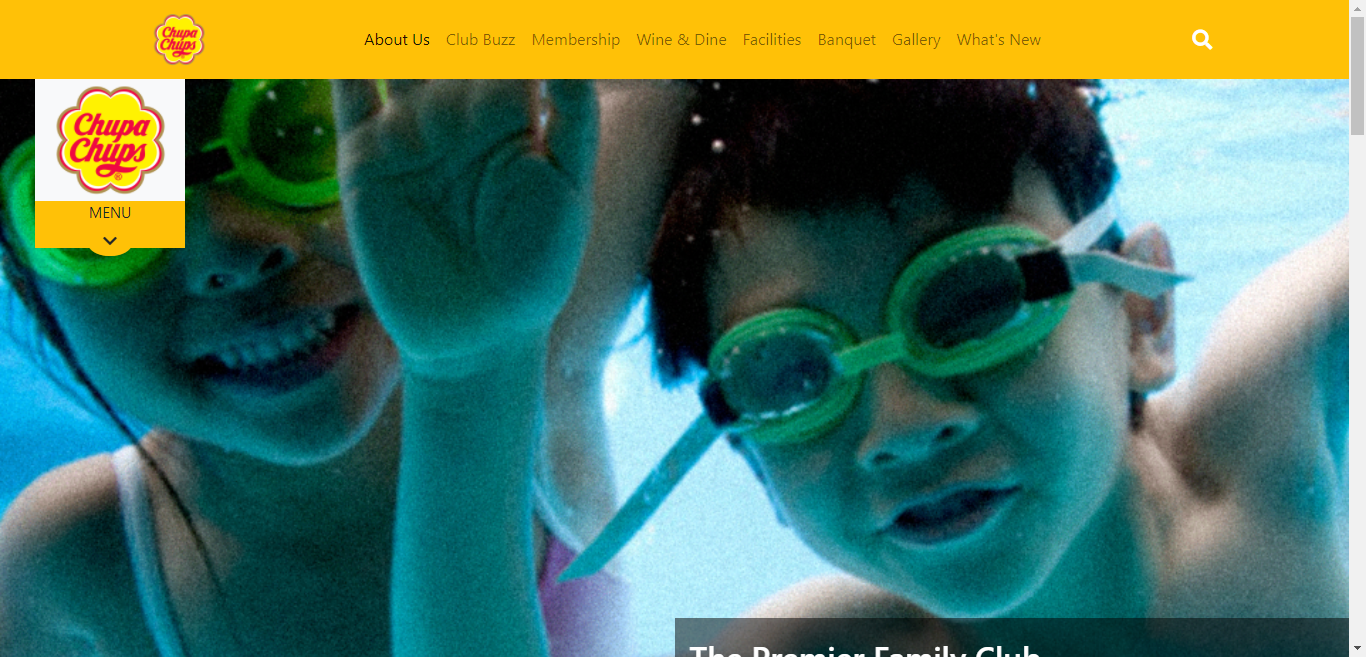 Chupa
Chups
About Us Club Buzz Membership Wine & Dine Facilities Banquet Gallery What's New
Chupa
Chups
®
MENU
The Premier Family Club